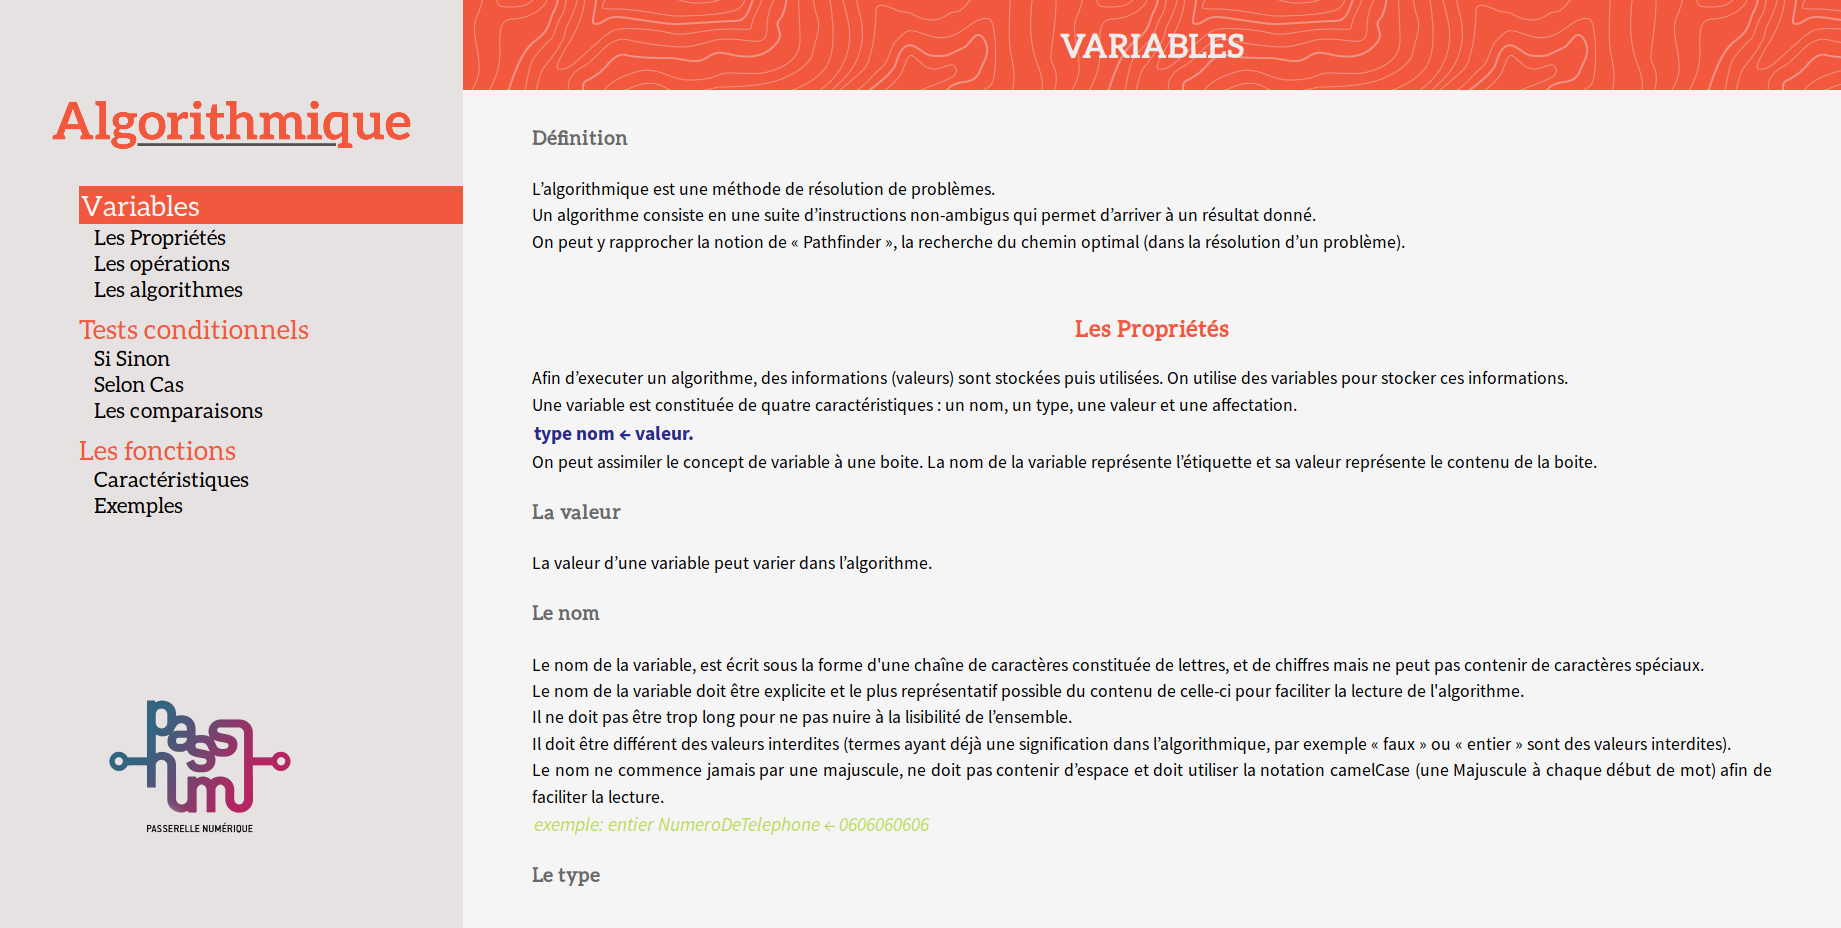 Algorithmique
Variables
Les Propriétés
Les opérations
Les algorithmes
Tests conditionnels
Si Sinon
Selon Cas
Les comparaisons
Les fonctions
Caractéristiques
Exemples
pass
num
PASSERELLE NUMÉRIQUE
VARIABLES
Définition
L’algorithmique est une méthode de résolution de problèmes.
Un algorithme consiste en une suite d’instructions non-ambigus qui permet d’arriver à un résultat donné.
On peut y rapprocher la notion de « Pathfinder », la recherche du chemin optimal (dans la résolution d’un problème).
Les Propriétés
Afin d’executer un algorithme, des informations (valeurs) sont stockées puis utilisées. On utilise des variables pour stocker ces informations.
Une variable est constituée de quatre caractéristiques : un nom, un type, une valeur et une affectation.
type nom ← valeur.
On peut assimiler le concept de variable à une boite. La nom de la variable représente l’étiquette et sa valeur représente le contenu de la boite.
La valeur
La valeur d’une variable peut varier dans l’algorithme.
Le nom
Le nom de la variable, est écrit sous la forme d'une chaîne de caractères constituée de lettres, et de chiffres mais ne peut pas contenir de caractères spéciaux.
Le nom de la variable doit être explicite et le plus représentatif possible du contenu de celle-ci pour faciliter la lecture de l'algorithme.
Il ne doit pas être trop long pour ne pas nuire à la lisibilité de l’ensemble.
Il doit être différent des valeurs interdites (termes ayant déjà une signification dans l’algorithmique, par exemple « faux » ou « entier » sont des valeurs interdites).
Le nom ne commence jamais par une majuscule, ne doit pas contenir d’espace et doit utiliser la notation camelCase (une Majuscule à chaque début de mot) afin de
faciliter la lecture.
exemple: entier NumeroDeTelephone ← 0606060606
Le type